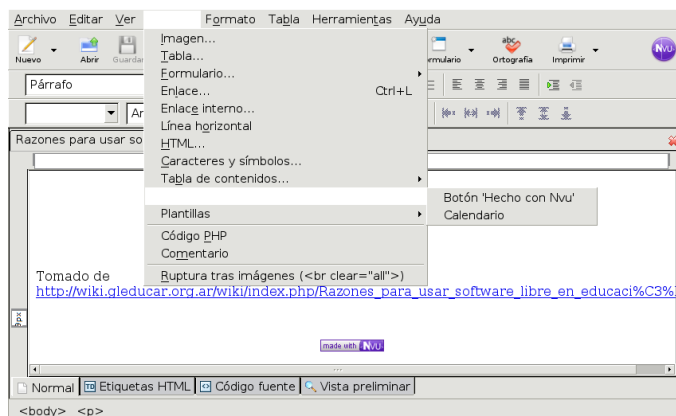 Archivo Editar Ver Formato Tabla Herramientas Ayuda
Nuevo Abrir Guardar Ortografía Imprimir
NVU
Párrafo
Razones para usar so
Imagen...
Tabla...
Formulario...
Enlace... Ctrl+L
Enlace interno...
Línea horizontal
HTML...
Caracteres y símbolos...
Tabla de contenidos...
Botón 'Hecho con Nvu'
Plantillas
Calendario
Código PHP
Comentario
Ruptura tras imágenes (<br clear="all">)
Tomado de
http://wiki.gleducar.org.ar/wiki/index.php/Razones_para_usar_software_libre_en_educaci%C3%
made with NVU
Normal Etiquetas HTML Código fuente Vista preliminar
<body> <p>